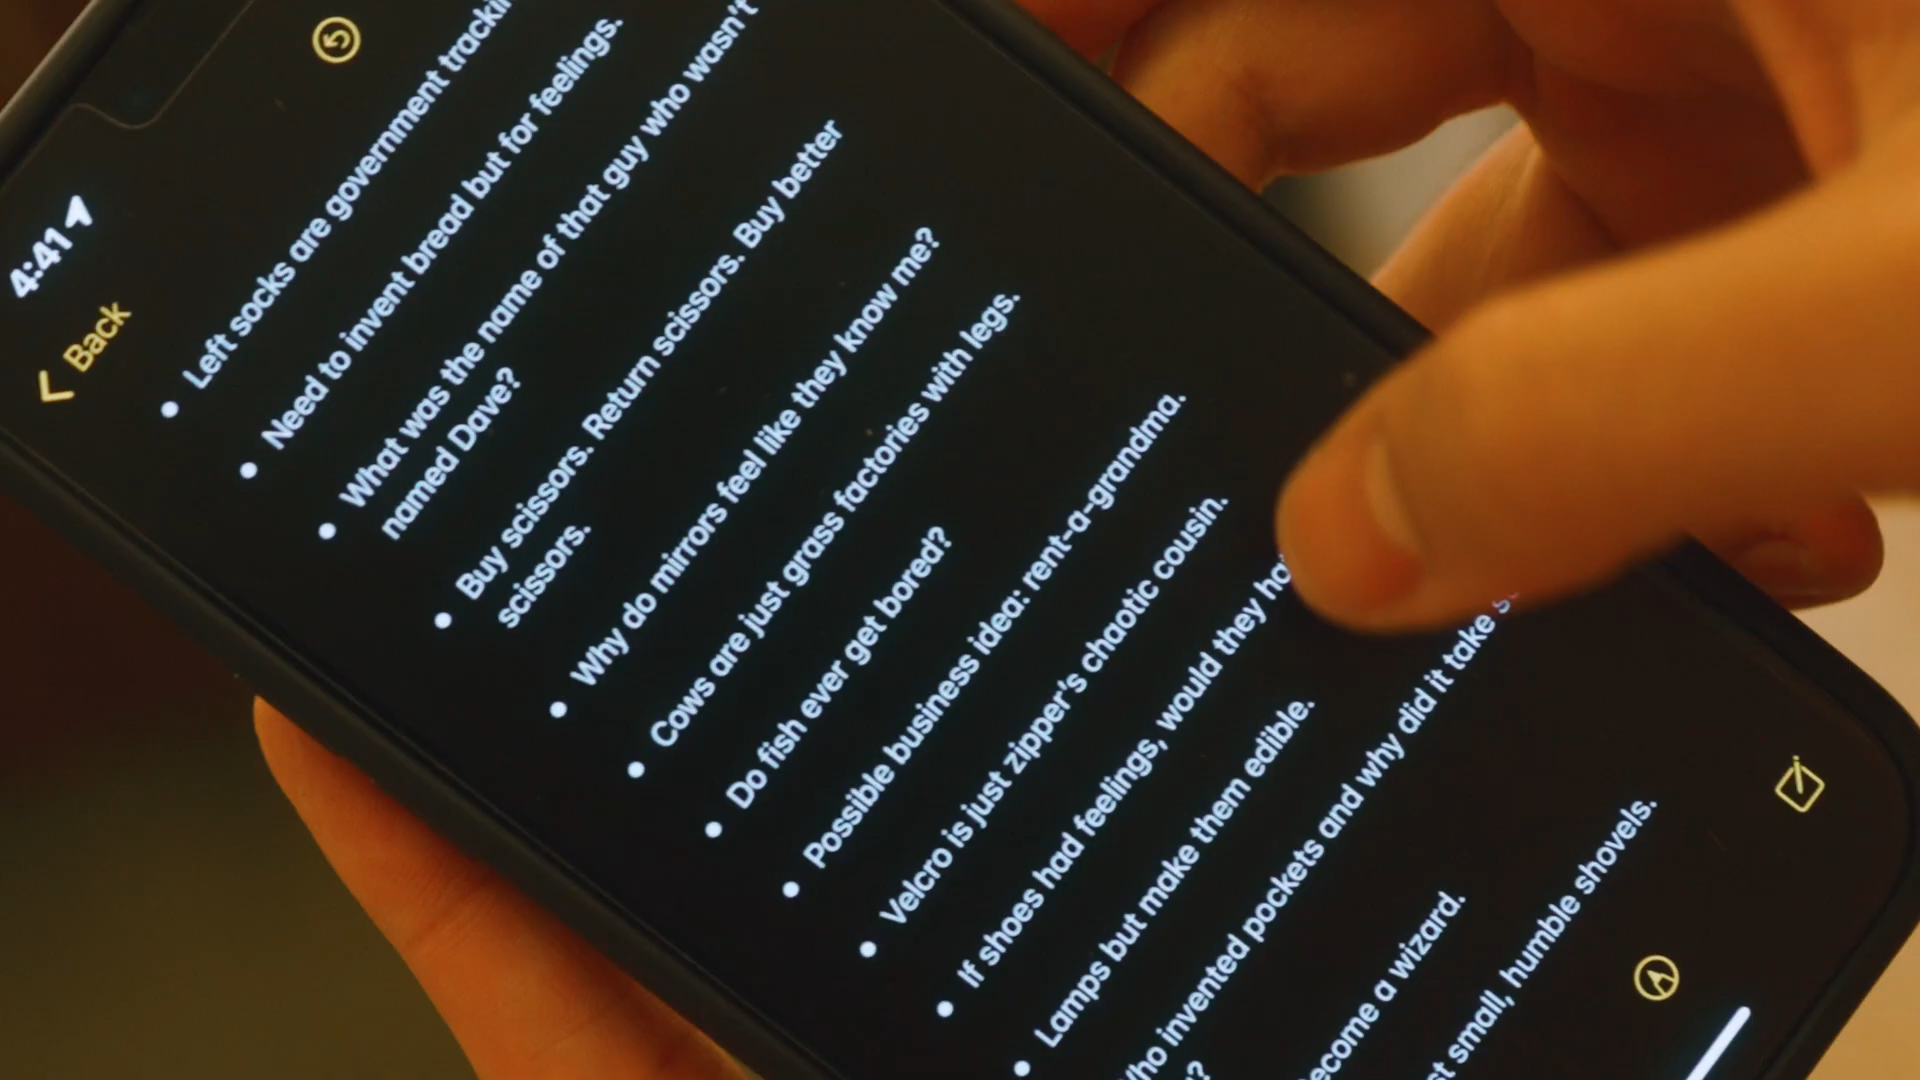 4:41
Back
Left socks are government
Need to invent bread but for feelings.
What was the name of that guy who wasn't
named Dave?
Buy scissors. Return scissors. Buy better
scissors.
Why do mirrors feel like they know me?
Cows are just grass factories with legs.
Do fish ever get bored?
Possible business idea: rent-a-grandma.
Velcro is just zipper's chaotic cousin.
If shoes had feelings, would they
Lamps but make them edible.
invented pockets and why did it take
become a wizard.
small, humble shovels.